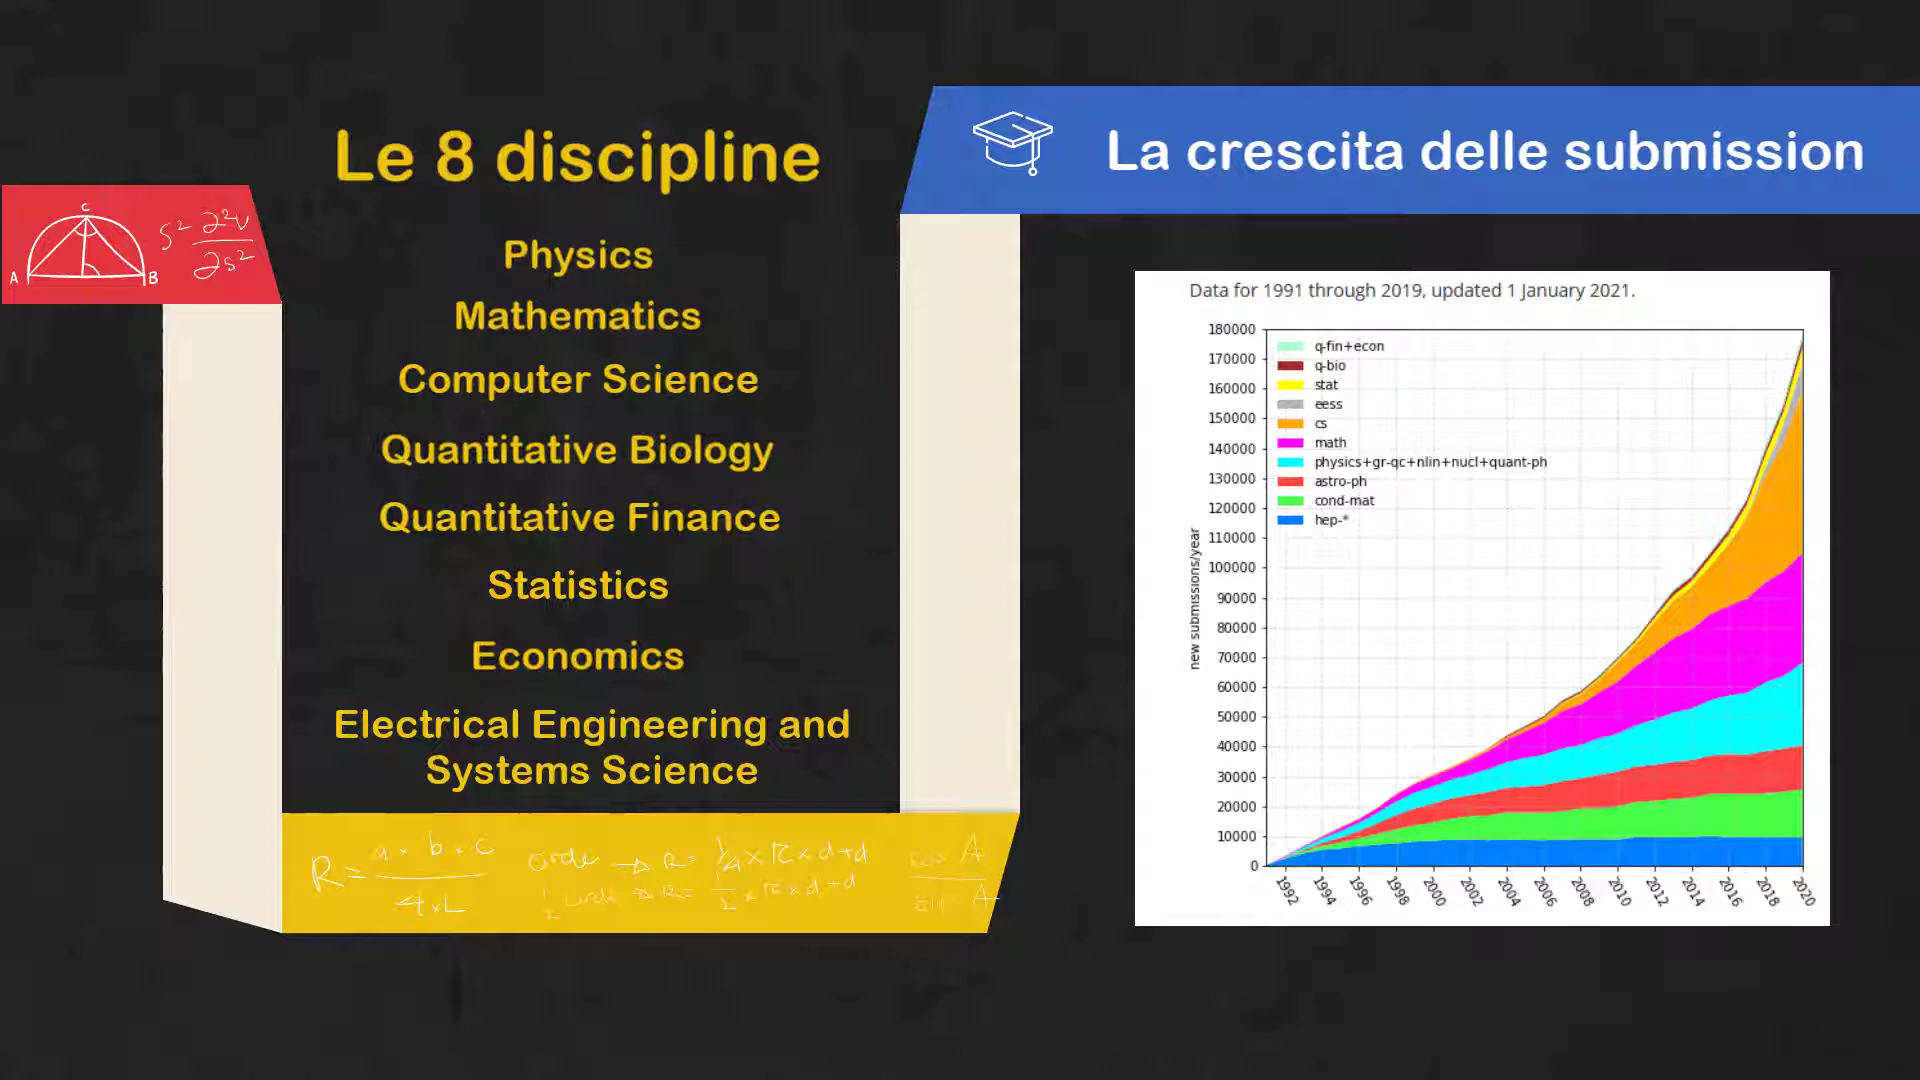 Le 8 discipline
Physics
Mathematics
Computer Science
Quantitative Biology
Quantitative Finance
Statistics
Economics
Electrical Engineering and
Systems Science
C
A
B
S² ∂²V
∂S²
R = a × b × c
4 × L
La crescita delle submission
Data for 1991 through 2019, updated 1 January 2021.
180000
170000
160000
150000
140000
130000
120000
110000
100000
90000
80000
70000
60000
50000
40000
30000
20000
10000
0
new submissions/year
q-fin+econ
q-bio
stat
eess
cs
math
physics+gr-qc+nlin+nucl+quant-ph
astro-ph
cond-mat
hep-*
1992 1994 1996 1998 2000 2002 2004 2006 2008 2010 2012 2014 2016 2018 2020